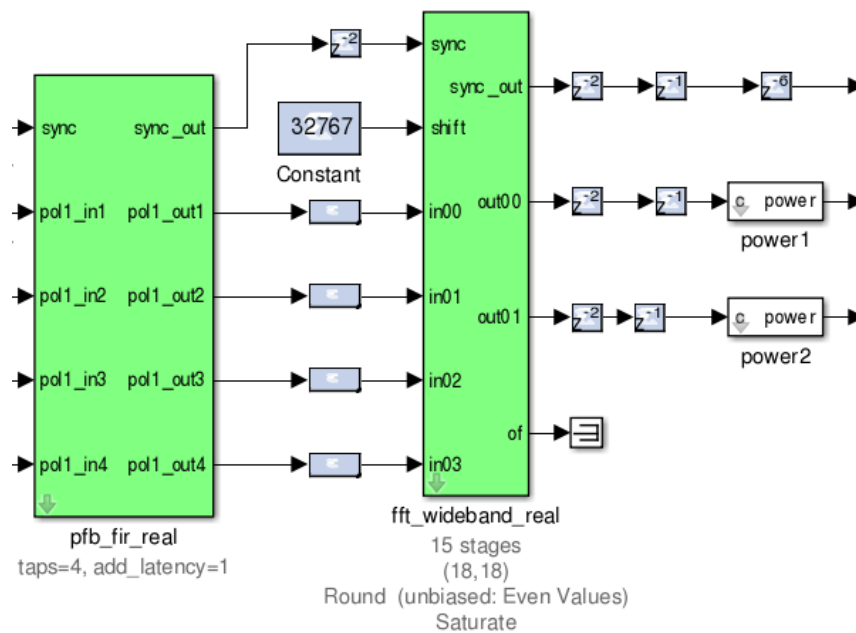 z-2
sync
sync_out
z-2
z-1
z-6
sync
sync_out
32767
shift
Constant
pol1_in1
pol1_out1
in00
out00
z-2
z-1
c power
power1
pol1_in2
pol1_out2
in01
out01
z-2
z-1
c power
power2
pol1_in3
pol1_out3
in02
of
pol1_in4
pol1_out4
in03
pfb_fir_real
taps=4, add_latency=1
fft_wideband_real
15 stages
(18,18)
Round (unbiased: Even Values)
Saturate